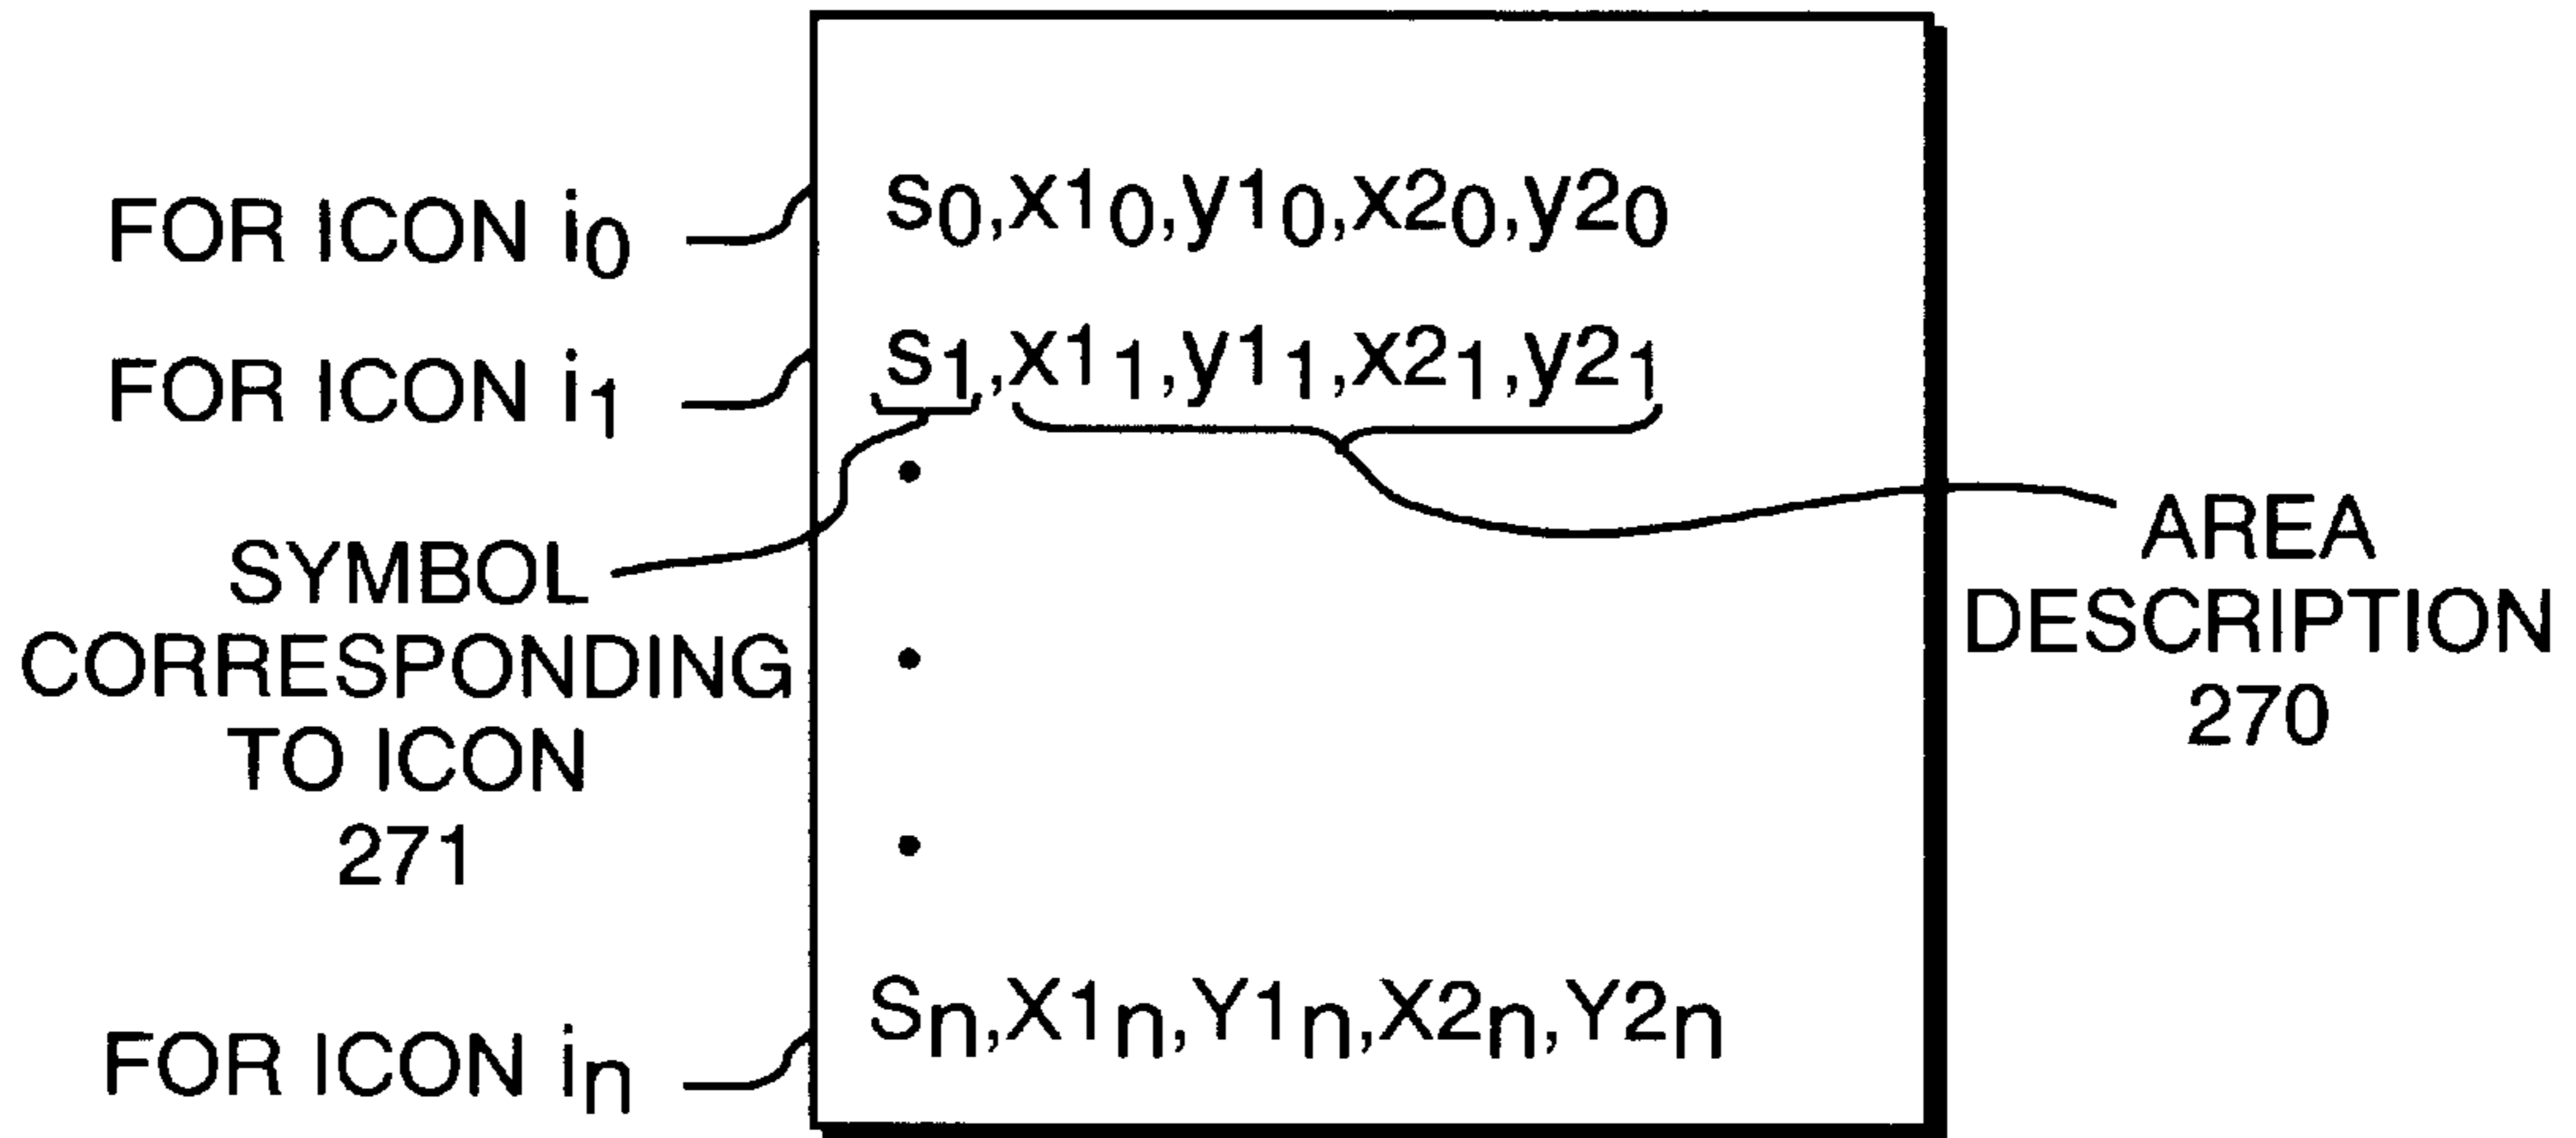 FOR ICON i₀
s₀,x1₀,y1₀,x2₀,y2₀
FOR ICON i₁
s₁,x1₁,y1₁,x2₁,y2₁
SYMBOL
CORRESPONDING
TO ICON
271
AREA
DESCRIPTION
270
FOR ICON iₙ
Sₙ,X1ₙ,Y1ₙ,X2ₙ,Y2ₙ